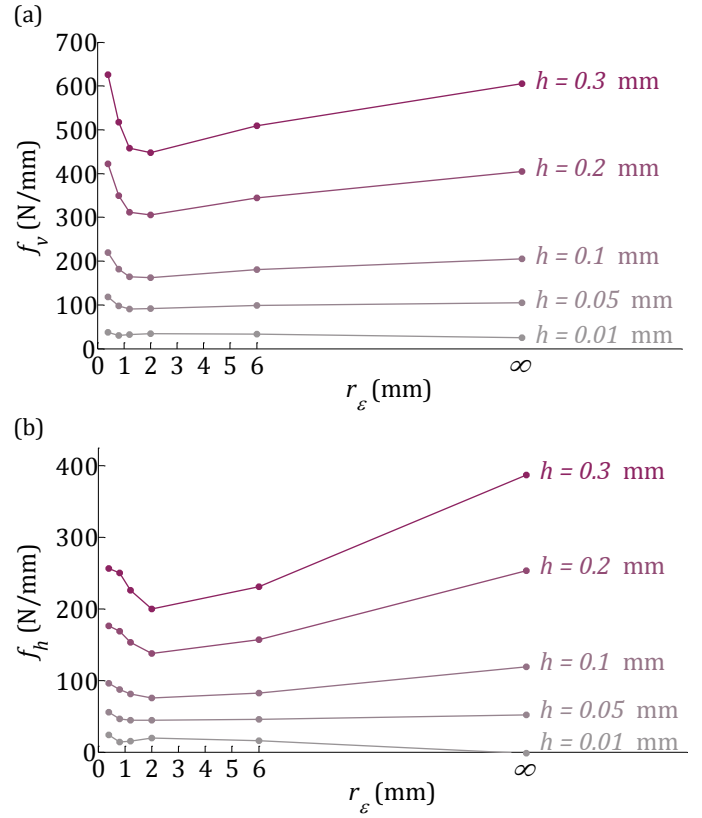 (a)
700
600
500
400
300
200
100
0
f_v (N/mm)
h = 0.3 mm
h = 0.2 mm
h = 0.1 mm
h = 0.05 mm
h = 0.01 mm
0 1 2 3 4 5 6 ∞
r_ε (mm)
(b)
400
300
200
100
0
f_h (N/mm)
h = 0.3 mm
h = 0.2 mm
h = 0.1 mm
h = 0.05 mm
h = 0.01 mm
0 1 2 3 4 5 6 ∞
r_ε (mm)